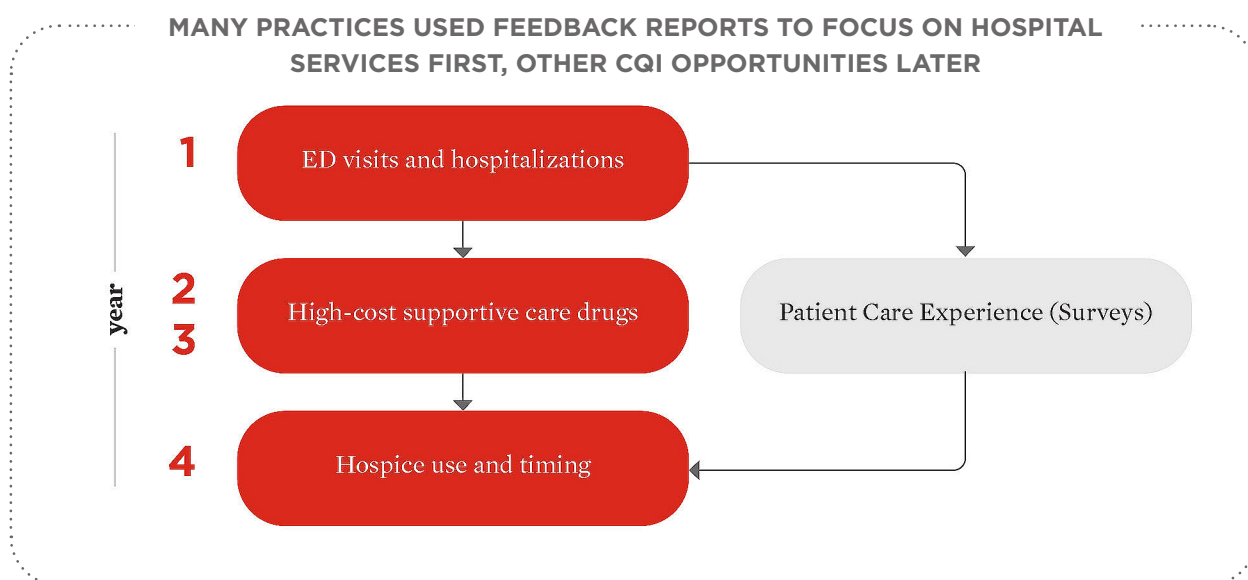 MANY PRACTICES USED FEEDBACK REPORTS TO FOCUS ON HOSPITAL
SERVICES FIRST, OTHER CQI OPPORTUNITIES LATER
year
1
ED visits and hospitalizations
2
3
High-cost supportive care drugs
Patient Care Experience (Surveys)
4
Hospice use and timing